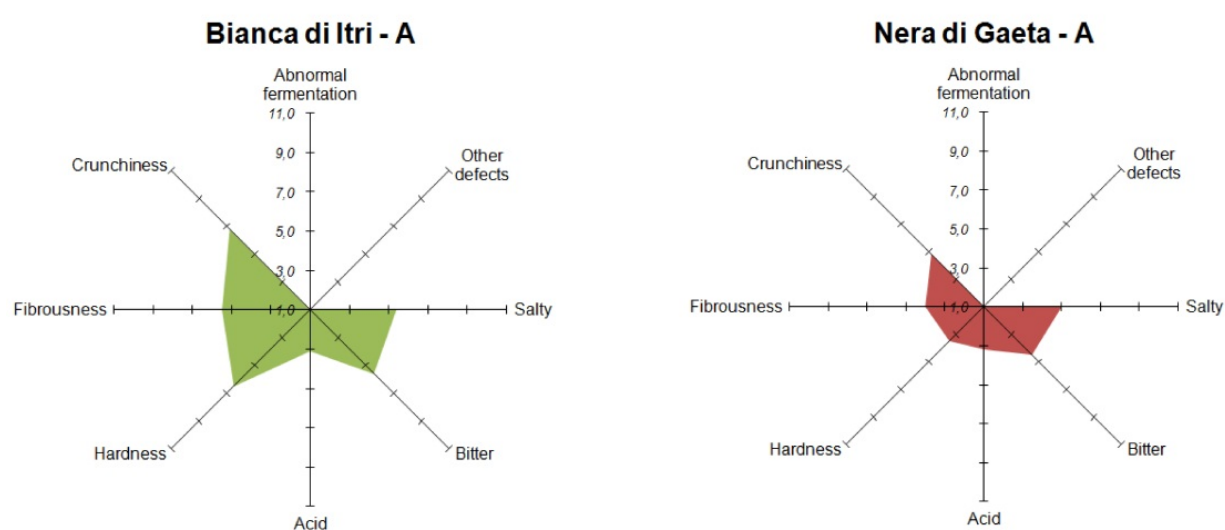 Bianca di Itri - A
Abnormal
fermentation
11,0
9,0
7,0
5,0
3,0
1,0
Other
defects
Salty
Bitter
Acid
Hardness
Fibrousness
Crunchiness
Nera di Gaeta - A
Abnormal
fermentation
11,0
9,0
7,0
5,0
3,0
1,0
Other
defects
Salty
Bitter
Acid
Hardness
Fibrousness
Crunchiness